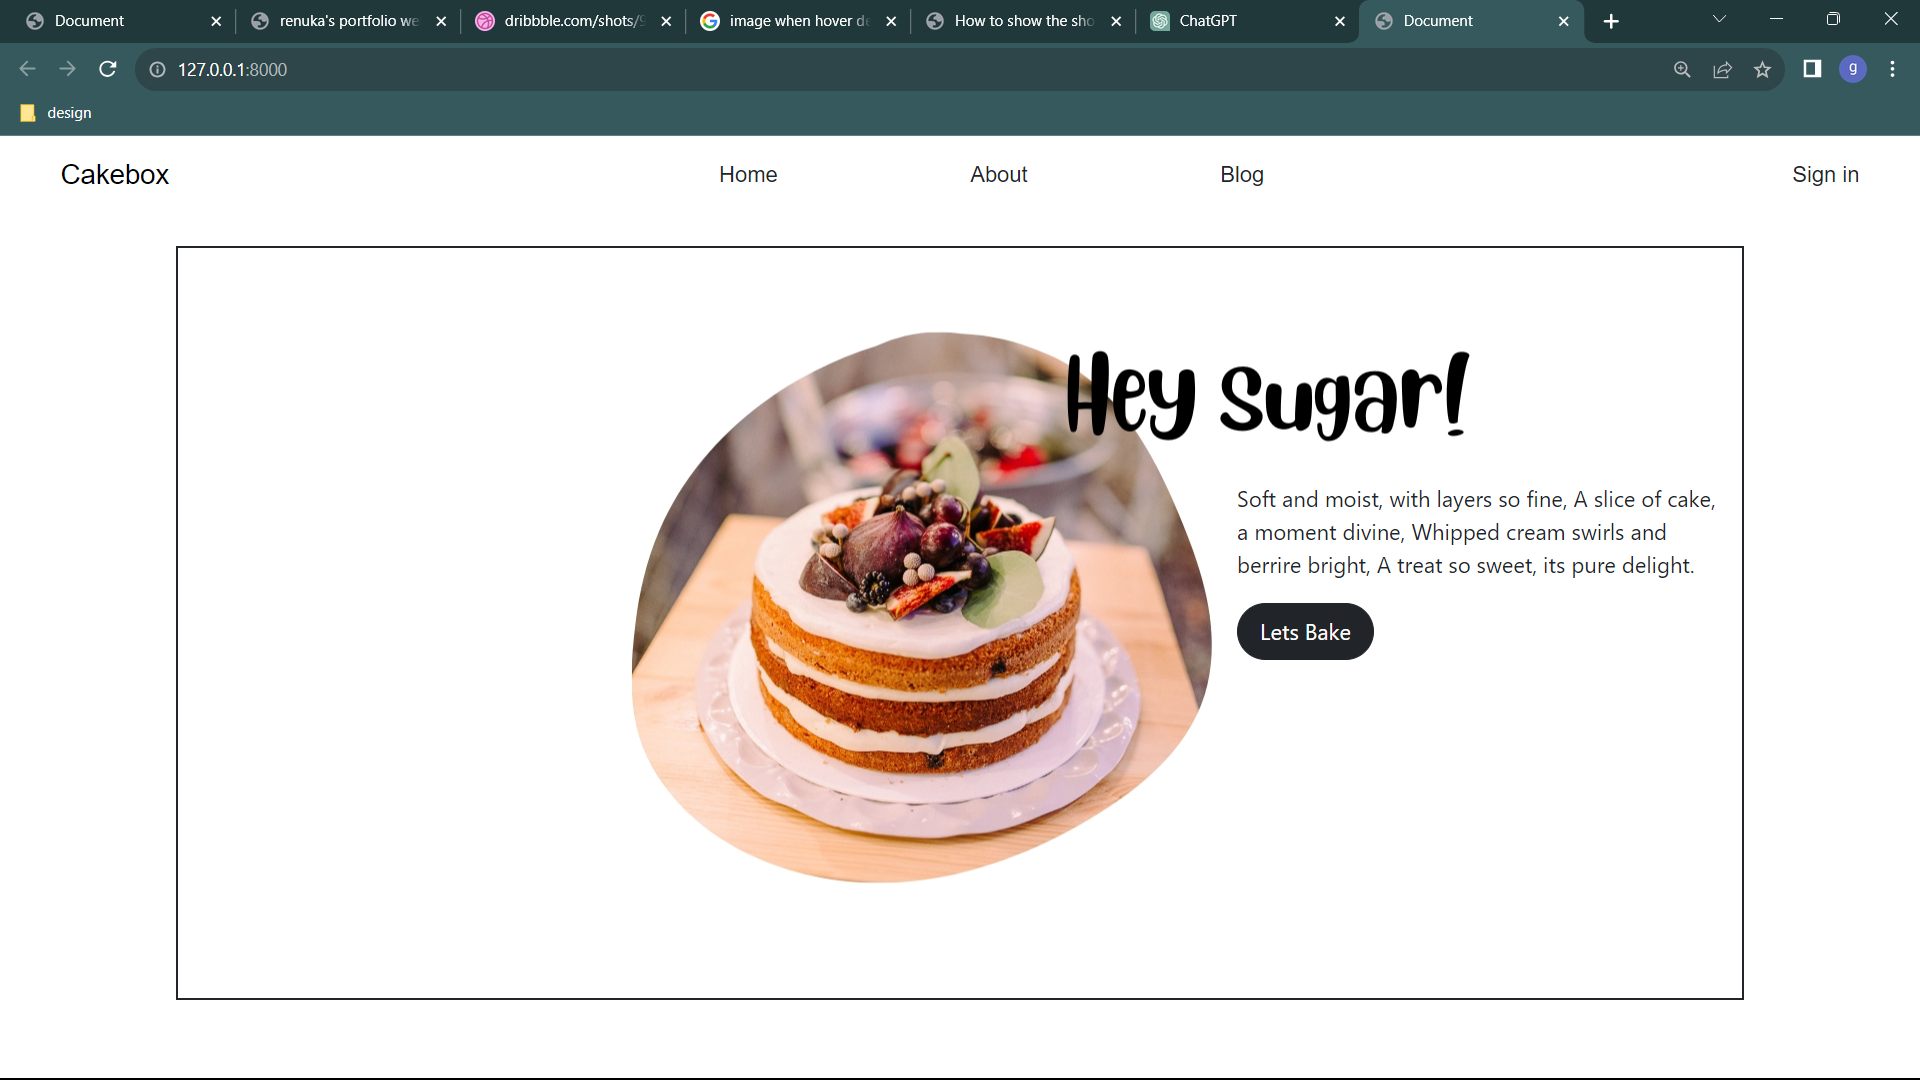 Document
renuka's portfolio we
dribbble.com/shots/9
image when hover de
How to show the sho
ChatGPT
Document
127.0.0.1:8000
g
design
Cakebox
Home
About
Blog
Sign in
Hey Sugar!
Soft and moist, with layers so fine, A slice of cake,
a moment divine, Whipped cream swirls and
berrire bright, A treat so sweet, its pure delight.
Lets Bake